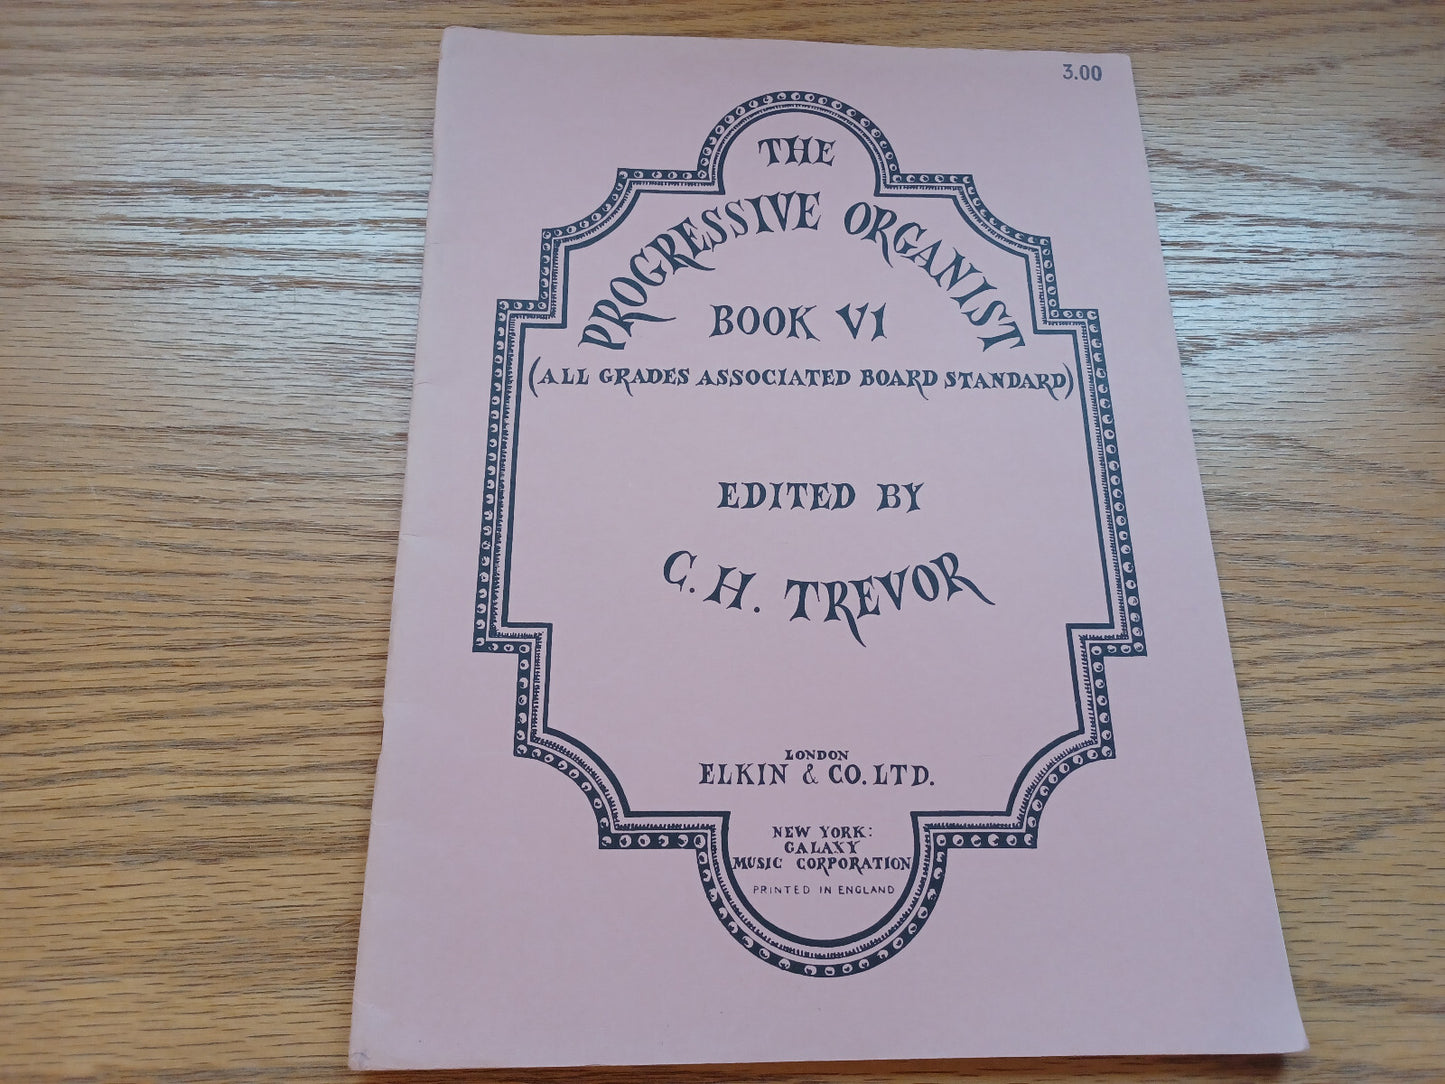 3.00
THE
PROGRESSIVE ORGANIST
BOOK VI
(ALL GRADES ASSOCIATED BOARD STANDARD)
EDITED BY
C. H. TREVOR
LONDON
ELKIN & CO. LTD.
NEW YORK:
GALAXY
MUSIC CORPORATION
PRINTED IN ENGLAND